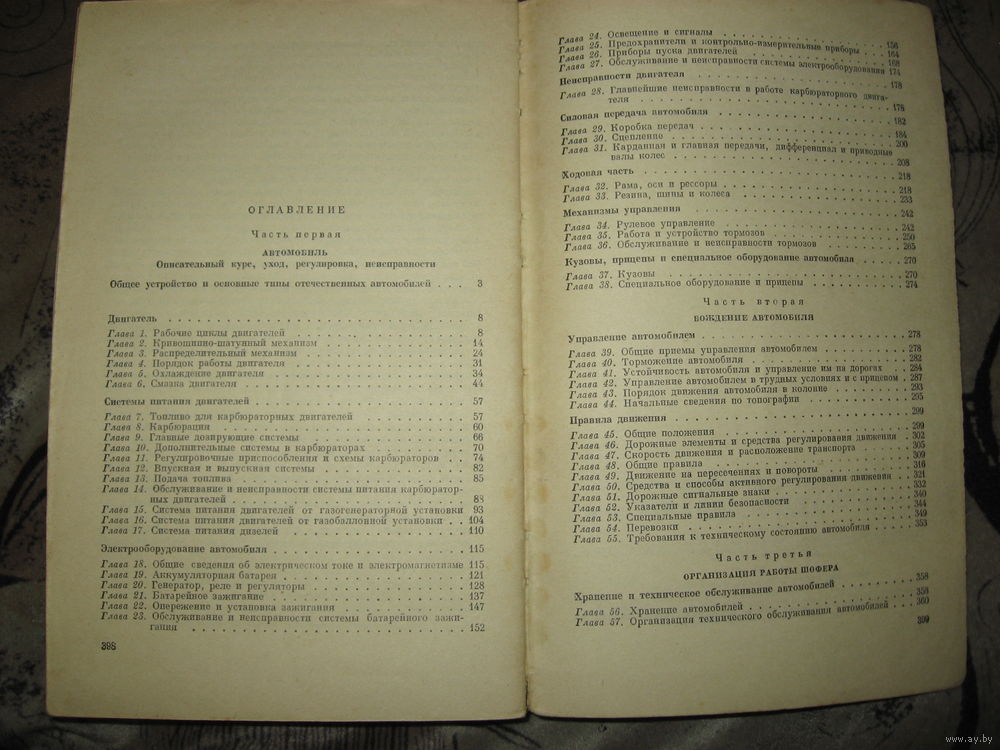 ОГЛАВЛЕНИЕ
Часть первая
АВТОМОБИЛЬ
Описательный курс, уход, регулировка, неисправности
Общее устройство и основные типы отечественных автомобилей . . . 3
Двигатель . . . 8
Глава 1. Рабочие циклы двигателей . . . 8
Глава 2. Кривошипно-шатунный механизм . . . 14
Глава 3. Распределительный механизм . . . 24
Глава 4. Порядок работы двигателя . . . 31
Глава 5. Охлаждение двигателя . . . 34
Глава 6. Смазка двигателя . . . 44
Системы питания двигателей . . . 57
Глава 7. Топливо для карбюраторных двигателей . . . 57
Глава 8. Карбюрация . . . 60
Глава 9. Главные дозирующие системы . . . 66
Глава 10. Дополнительные системы в карбюраторах . . . 70
Глава 11. Регулировочные приспособления и схемы карбюраторов . . 74
Глава 12. Впускная и выпускная системы . . . 82
Глава 13. Подача топлива . . . 85
Глава 14. Обслуживание и неисправности системы питания карбюратор-
ных двигателей . . . 88
Глава 15. Система питания двигателей от газогенераторной установки 93
Глава 16. Система питания двигателей от газобаллонной установки . . 104
Глава 17. Система питания дизелей . . . 110
Электрооборудование автомобиля . . . 115
Глава 18. Общие сведения об электрическом токе и электромагнетизме 115
Глава 19. Аккумуляторная батарея . . . 121
Глава 20. Генератор, реле и регуляторы . . . 128
Глава 21. Батарейное зажигание . . . 137
Глава 22. Опережение и установка зажигания . . . 147
Глава 23. Обслуживание и неисправности системы батарейного зажи-
гания . . . 152
398
Глава 24. Освещение и сигналы . . . 156
Глава 25. Предохранители и контрольно-измерительные приборы . . . 164
Глава 26. Приборы пуска двигателей . . . 168
Глава 27. Обслуживание и неисправности системы электрооборудования 174
Неисправности двигателя . . . 178
Глава 28. Главнейшие неисправности в работе карбюраторного двига-
теля . . . 178
Силовая передача автомобиля . . . 182
Глава 29. Коробка передач . . . 184
Глава 30. Сцепление . . . 200
Глава 31. Карданная и главная передачи, дифференциал и приводные
валы колес . . . 208
Ходовая часть . . . 218
Глава 32. Рама, оси и рессоры . . . 218
Глава 33. Резина, шины и колеса . . . 233
Механизмы управления . . . 242
Глава 34. Рулевое управление . . . 242
Глава 35. Работа и устройство тормозов . . . 250
Глава 36. Обслуживание и неисправности тормозов . . . 265
Кузовы, прицепы и специальное оборудование автомобила . . . 270
Глава 37. Кузовы . . . 270
Глава 38. Специальное оборудование и прицепы . . . 274
Часть вторая
ВОЖДЕНИЕ АВТОМОБИЛЯ
Управление автомобилем . . . 278
Глава 39. Общие приемы управления автомобилем . . . 278
Глава 40. Торможение автомобиля . . . 282
Глава 41. Устойчивость автомобиля и управление им на дорогах . . 284
Глава 42. Управление автомобилем в трудных условиях и с прицепом . 287
Глава 43. Порядок движения автомобиля в колонне . . . 293
Глава 44. Начальные сведения по топографии . . . 295
Правила движения . . . 299
Глава 45. Общие положения . . . 299
Глава 46. Дорожные элементы и средства регулирования движения . 302
Глава 47. Скорость движения и расположение транспорта . . . 305
Глава 48. Общие правила . . . 309
Глава 49. Движение на пересечениях и повороты . . . 316
Глава 50. Средства и способы активного регулирования движения . . 321
Глава 51. Дорожные сигнальные знаки . . . 332
Глава 52. Указатели и линии безопасности . . . 340
Глава 53. Специальные правила . . . 344
Глава 54. Перевозки . . . 349
Глава 55. Требования к техническому состоянию автомобиля . . . 353
Часть третья
ОРГАНИЗАЦИЯ РАБОТЫ ШОФЕРА
Хранение и техническое обслуживание автомобилей . . . 358
Глава 56. Хранение автомобилей . . . 358
Глава 57. Организация технического обслуживания автомобилей . . . 360
399
www.ay.by